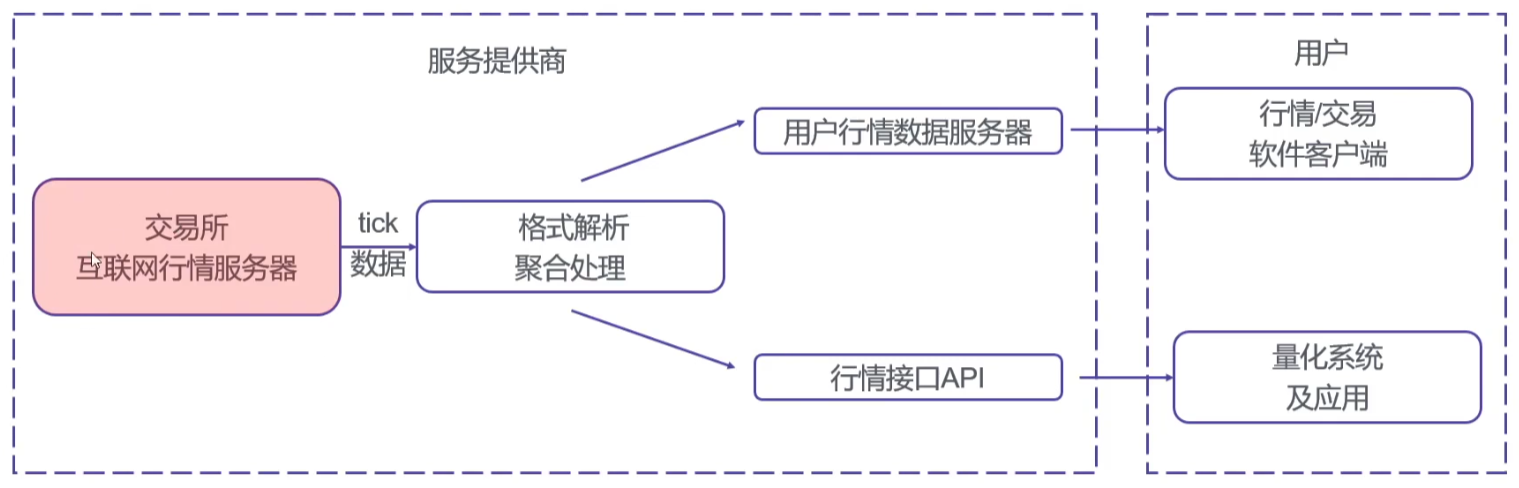 服务提供商
用户
交易所
互联网行情服务器
tick
数据
格式解析
聚合处理
用户行情数据服务器
行情接口API
行情/交易
软件客户端
量化系统
及应用